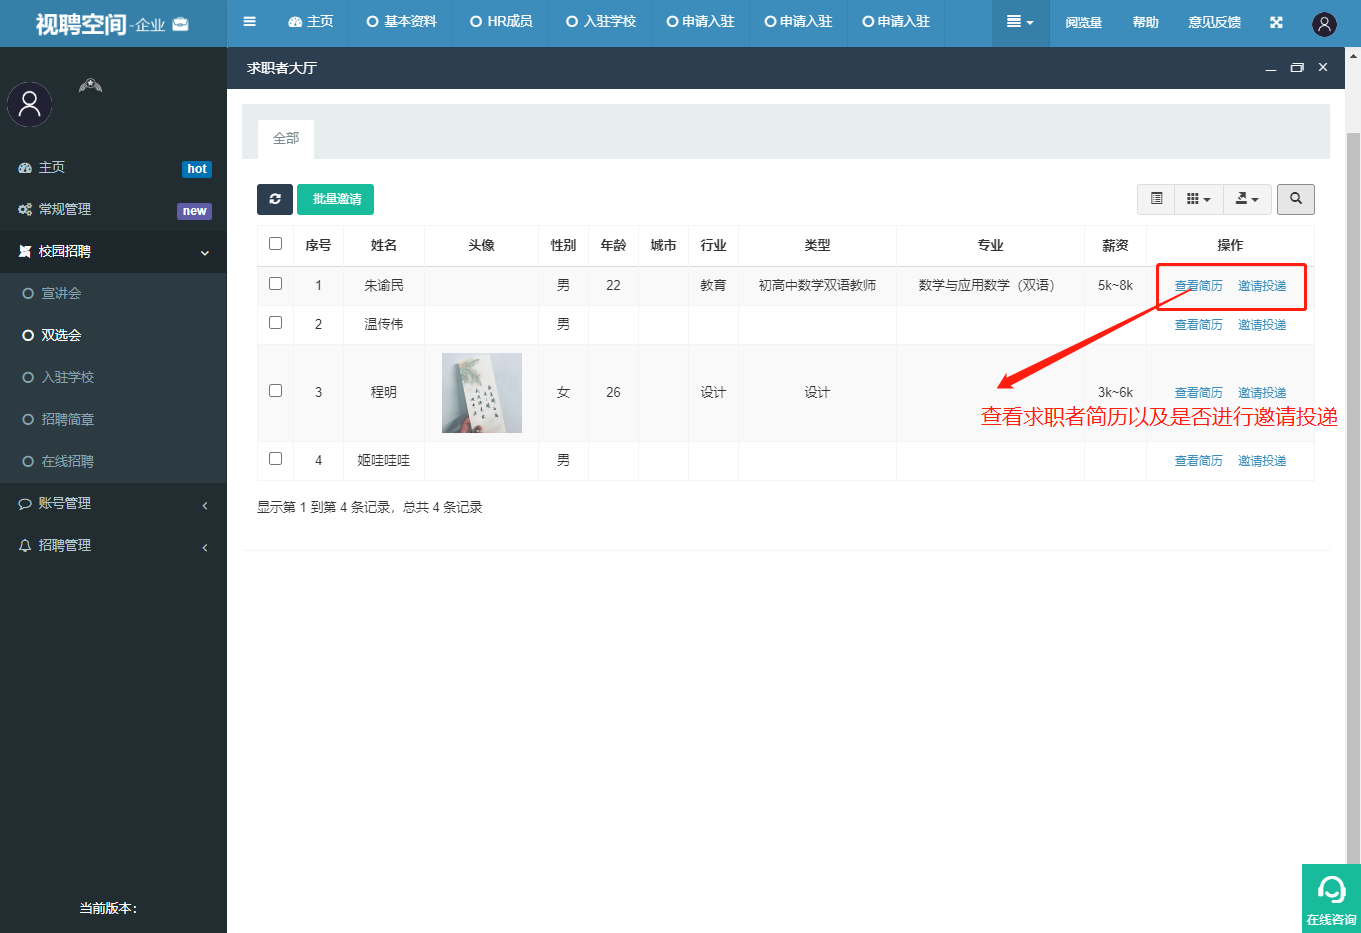 视聘空间-企业
主页
基本资料
HR成员
入驻学校
申请入驻
申请入驻
申请入驻
阅览量
帮助
意见反馈
求职者大厅
主页 hot
常规管理 new
校园招聘
宣讲会
双选会
入驻学校
招聘简章
在线招聘
账号管理
招聘管理
当前版本：
全部
批量邀请
序号 姓名 头像 性别 年龄 城市 行业 类型 专业 薪资 操作
1 朱谕民 男 22 教育 初高中数学双语教师 数学与应用数学（双语） 5k~8k 查看简历 邀请投递
2 温传伟 男 查看简历 邀请投递
3 程明 女 26 设计 设计 3k~6k 查看简历 邀请投递
查看求职者简历以及是否进行邀请投递
4 姬哇哇哇 男 查看简历 邀请投递
显示第 1 到第 4 条记录，总共 4 条记录
在线咨询